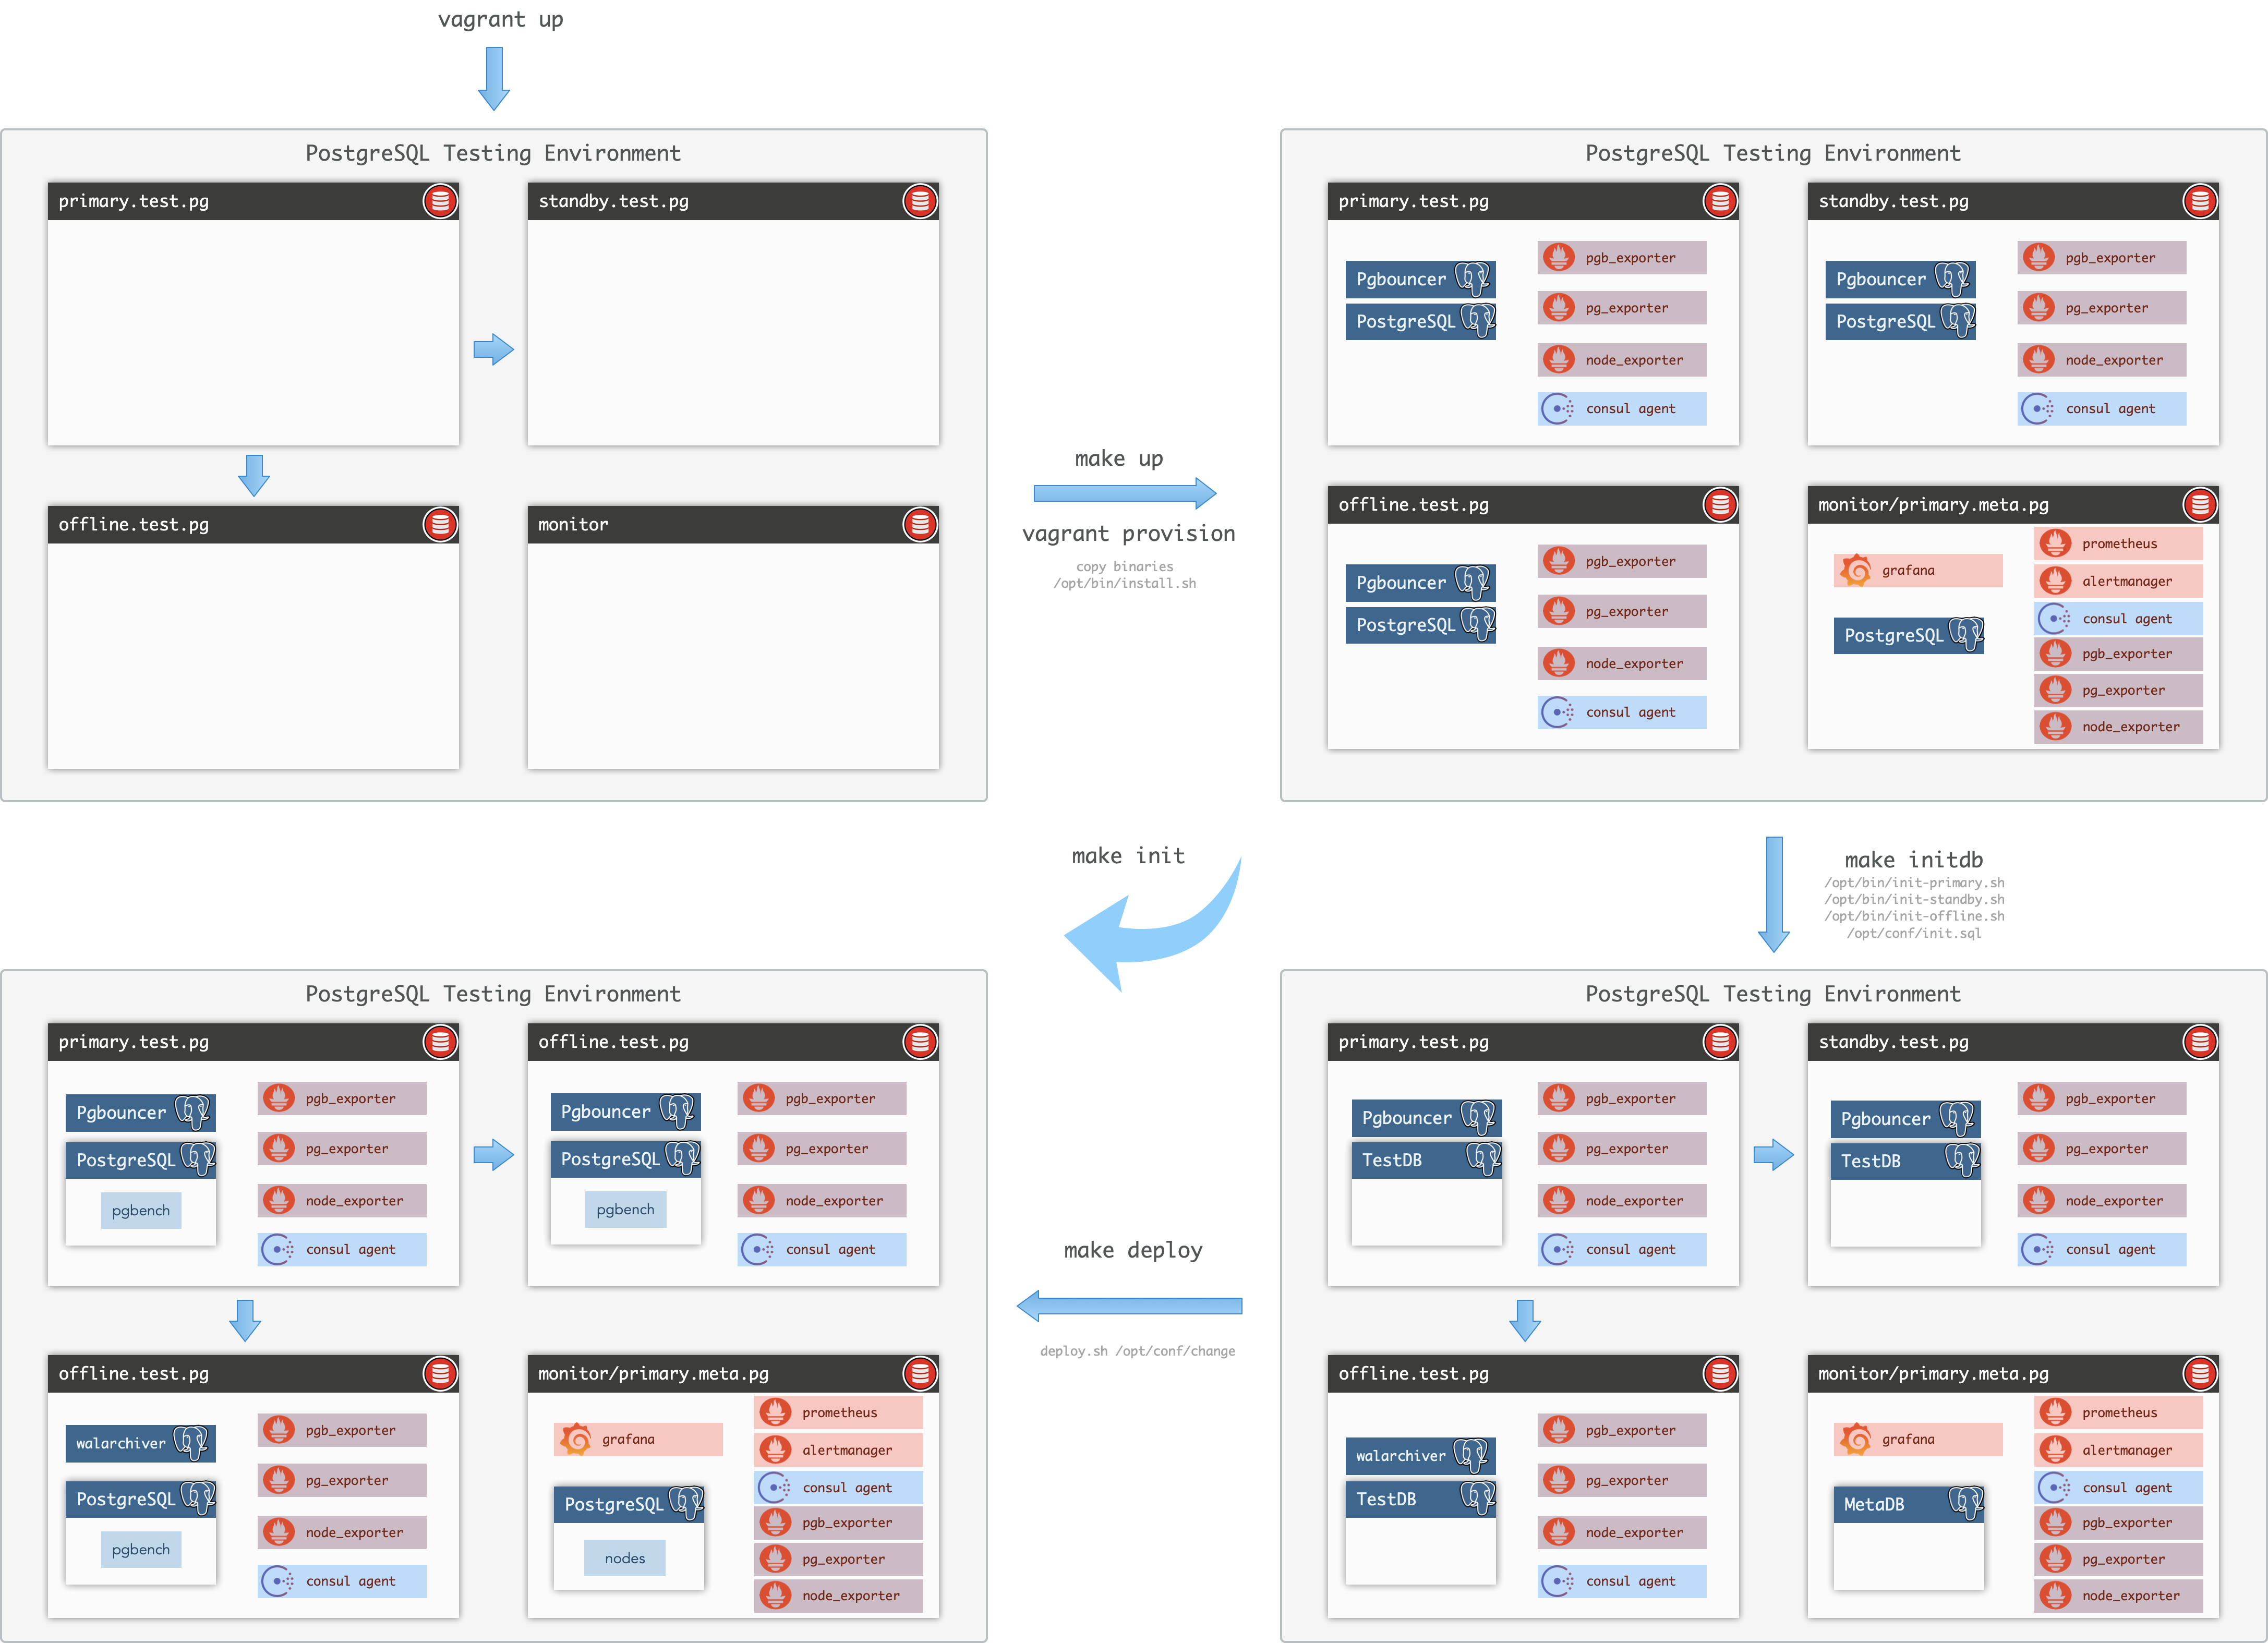 vagrant up
PostgreSQL Testing Environment
primary.test.pg
standby.test.pg
offline.test.pg
monitor
make up
vagrant provision
copy binaries
/opt/bin/install.sh
PostgreSQL Testing Environment
primary.test.pg
Pgbouncer
PostgreSQL
pgb_exporter
pg_exporter
node_exporter
consul agent
standby.test.pg
Pgbouncer
PostgreSQL
pgb_exporter
pg_exporter
node_exporter
consul agent
offline.test.pg
Pgbouncer
PostgreSQL
pgb_exporter
pg_exporter
node_exporter
consul agent
monitor/primary.meta.pg
grafana
PostgreSQL
prometheus
alertmanager
consul agent
pgb_exporter
pg_exporter
node_exporter
make init
make initdb
/opt/bin/init-primary.sh
/opt/bin/init-standby.sh
/opt/bin/init-offline.sh
/opt/conf/init.sql
PostgreSQL Testing Environment
primary.test.pg
Pgbouncer
PostgreSQL
pgbench
pgb_exporter
pg_exporter
node_exporter
consul agent
offline.test.pg
Pgbouncer
PostgreSQL
pgbench
pgb_exporter
pg_exporter
node_exporter
consul agent
offline.test.pg
walarchiver
PostgreSQL
pgbench
pgb_exporter
pg_exporter
node_exporter
consul agent
monitor/primary.meta.pg
grafana
PostgreSQL
nodes
prometheus
alertmanager
consul agent
pgb_exporter
pg_exporter
node_exporter
make deploy
deploy.sh /opt/conf/change
PostgreSQL Testing Environment
primary.test.pg
Pgbouncer
TestDB
pgb_exporter
pg_exporter
node_exporter
consul agent
standby.test.pg
Pgbouncer
TestDB
pgb_exporter
pg_exporter
node_exporter
consul agent
offline.test.pg
walarchiver
TestDB
pgb_exporter
pg_exporter
node_exporter
consul agent
monitor/primary.meta.pg
grafana
MetaDB
prometheus
alertmanager
consul agent
pgb_exporter
pg_exporter
node_exporter